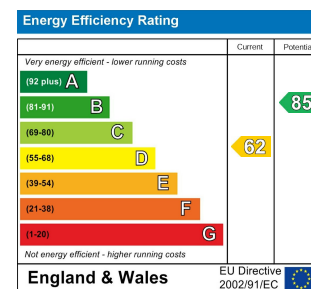 Energy Efficiency Rating
Current
Potentia
Very energy efficient - lower running costs
(92 plus) A
(81-91) B
85
(69-80) C
62
(55-68) D
(39-54) E
(21-38) F
(1-20) G
Not energy efficient - higher running costs
England & Wales
EU Directive
2002/91/EC